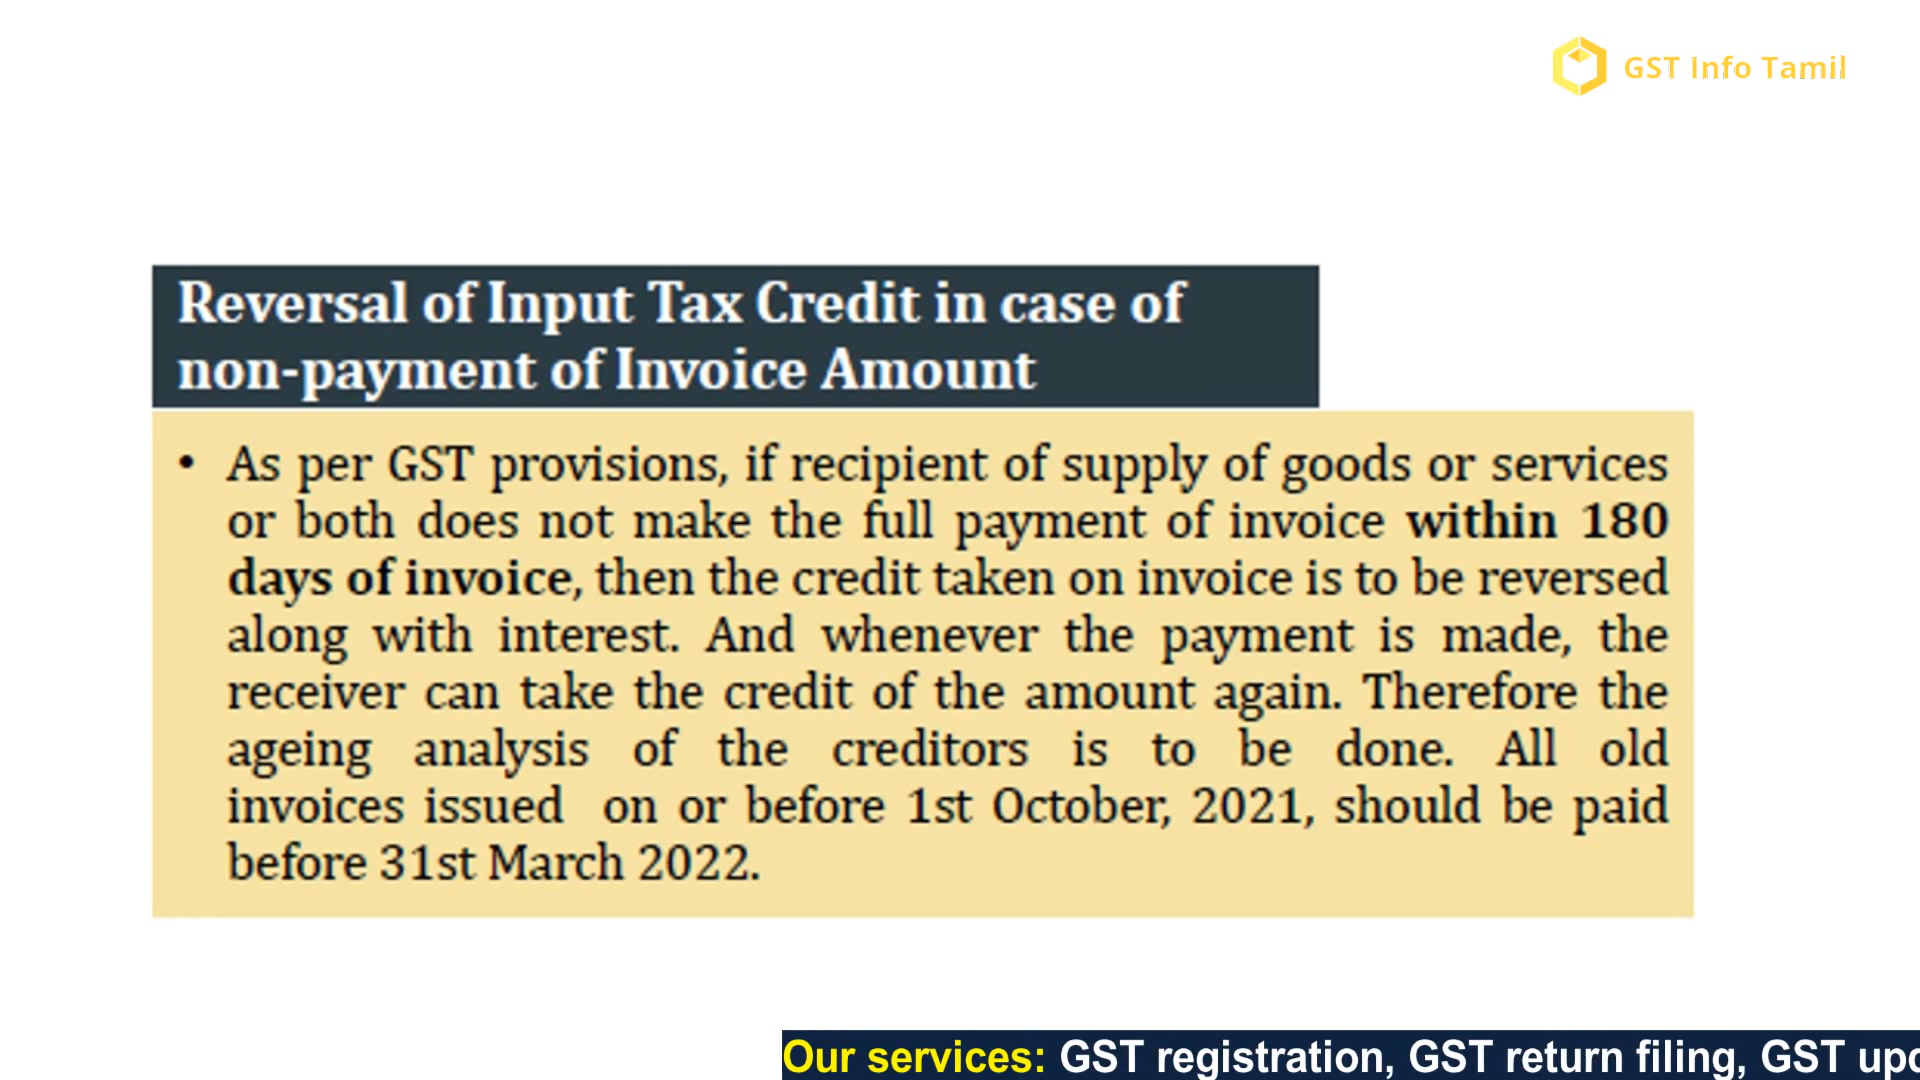 GST Info Tamil
Reversal of Input Tax Credit in case of
non-payment of Invoice Amount
• As per GST provisions, if recipient of supply of goods or services
or both does not make the full payment of invoice within 180
days of invoice, then the credit taken on invoice is to be reversed
along with interest. And whenever the payment is made, the
receiver can take the credit of the amount again. Therefore the
ageing analysis of the creditors is to be done. All old
invoices issued on or before 1st October, 2021, should be paid
before 31st March 2022.
Our services: GST registration, GST return filing, GST